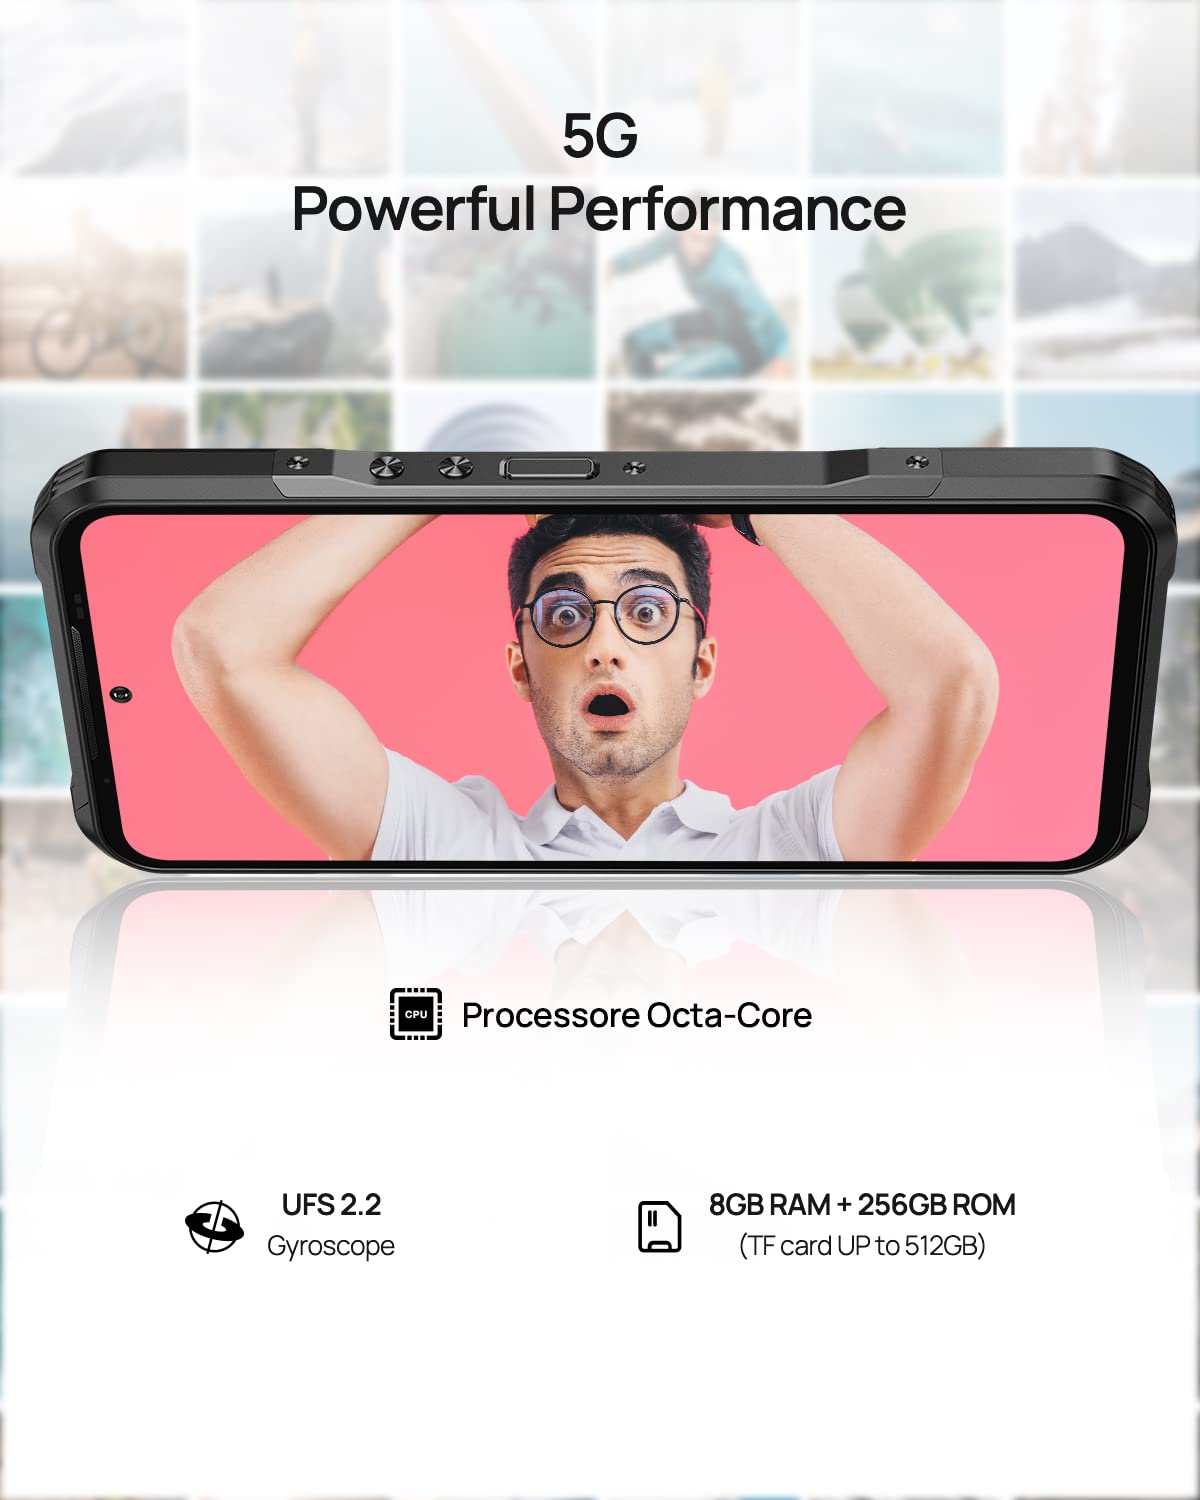 5G
Powerful Performance
CPU
Processore Octa-Core
UFS 2.2
Gyroscope
8GB RAM + 256GB ROM
(TF card UP to 512GB)